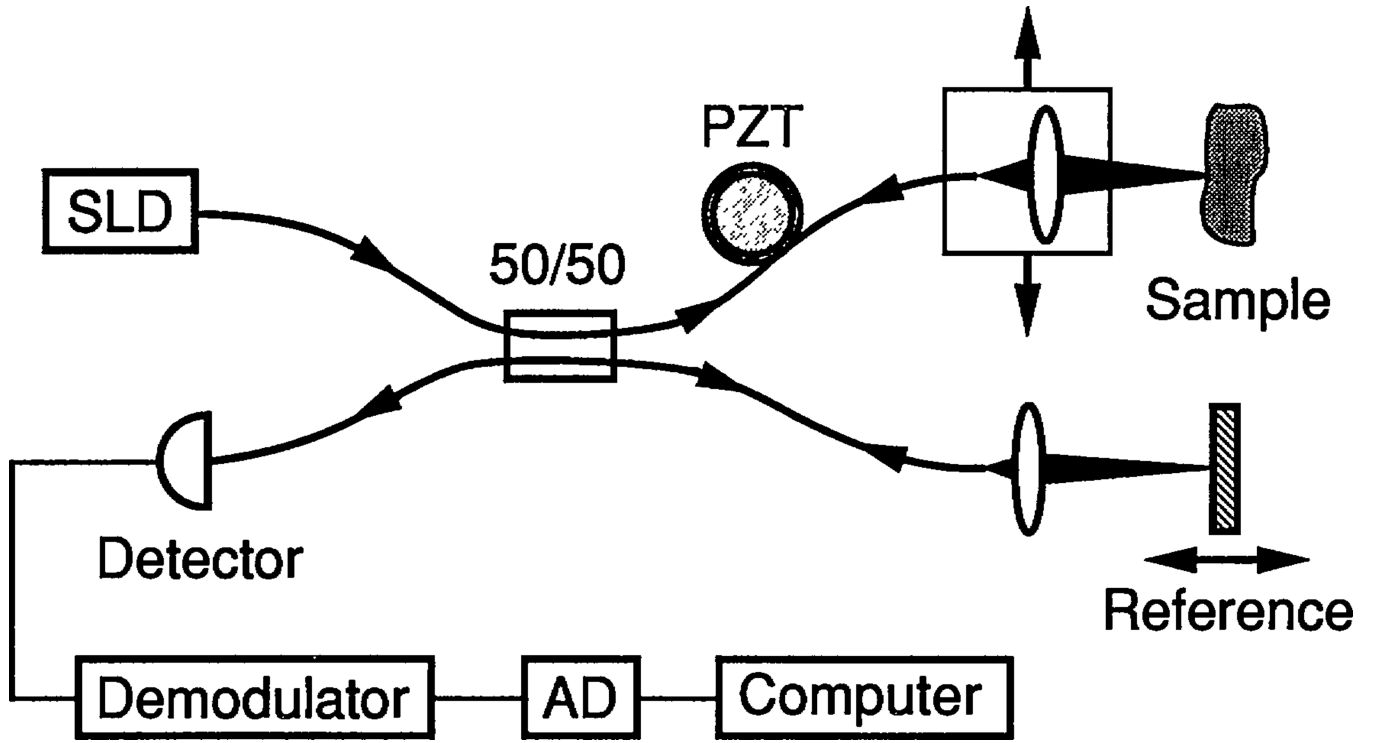 PZT
SLD
50/50
Sample
Detector
Reference
Demodulator
AD
Computer